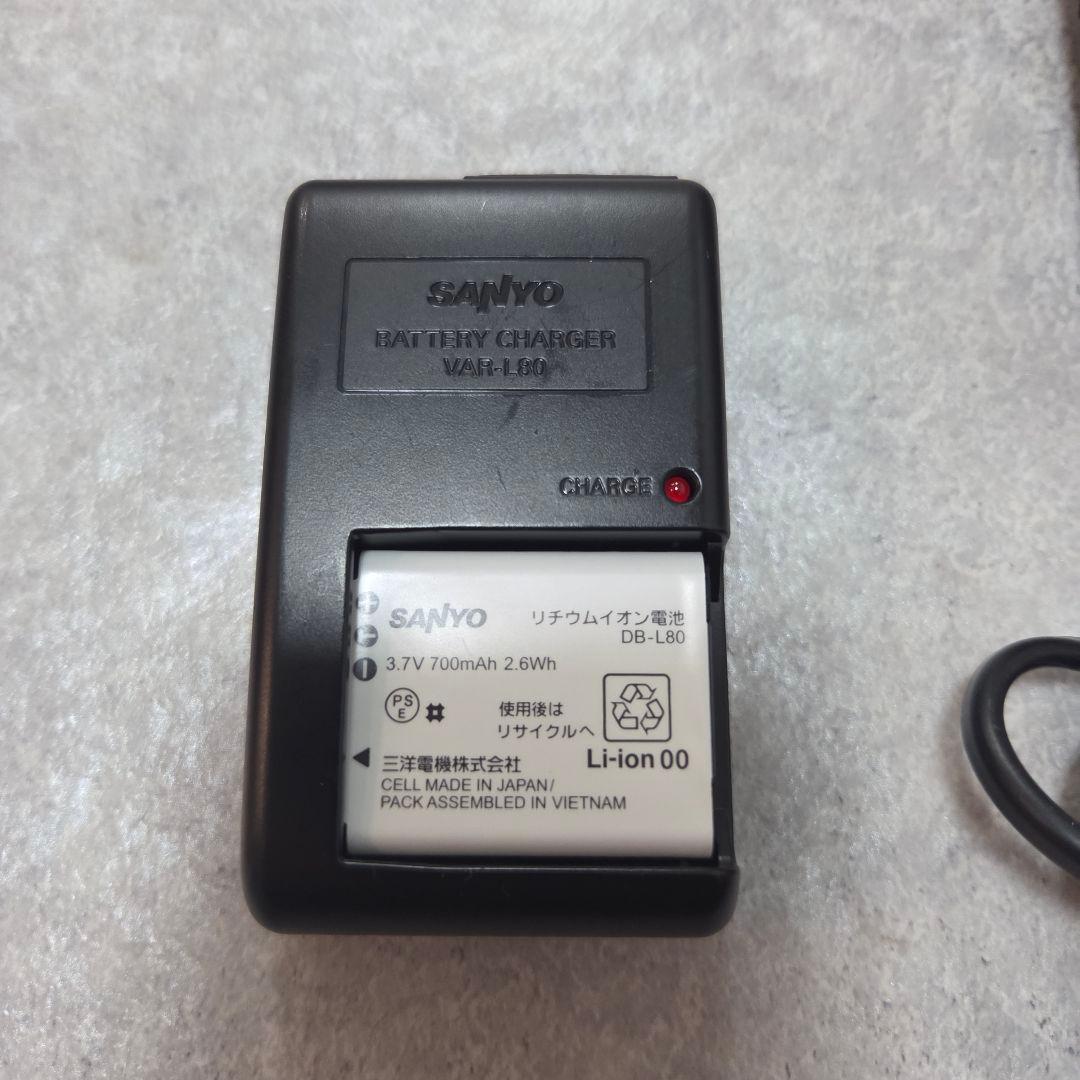 SANYO
BATTERY CHARGER
VAR-L80
CHARGE
SANYO
リチウムイオン電池
DB-L80
3.7V 700mAh 2.6Wh
PS
E
使用後は
リサイクルへ
Li-ion 00
三洋電機株式会社
CELL MADE IN JAPAN/
PACK ASSEMBLED IN VIETNAM